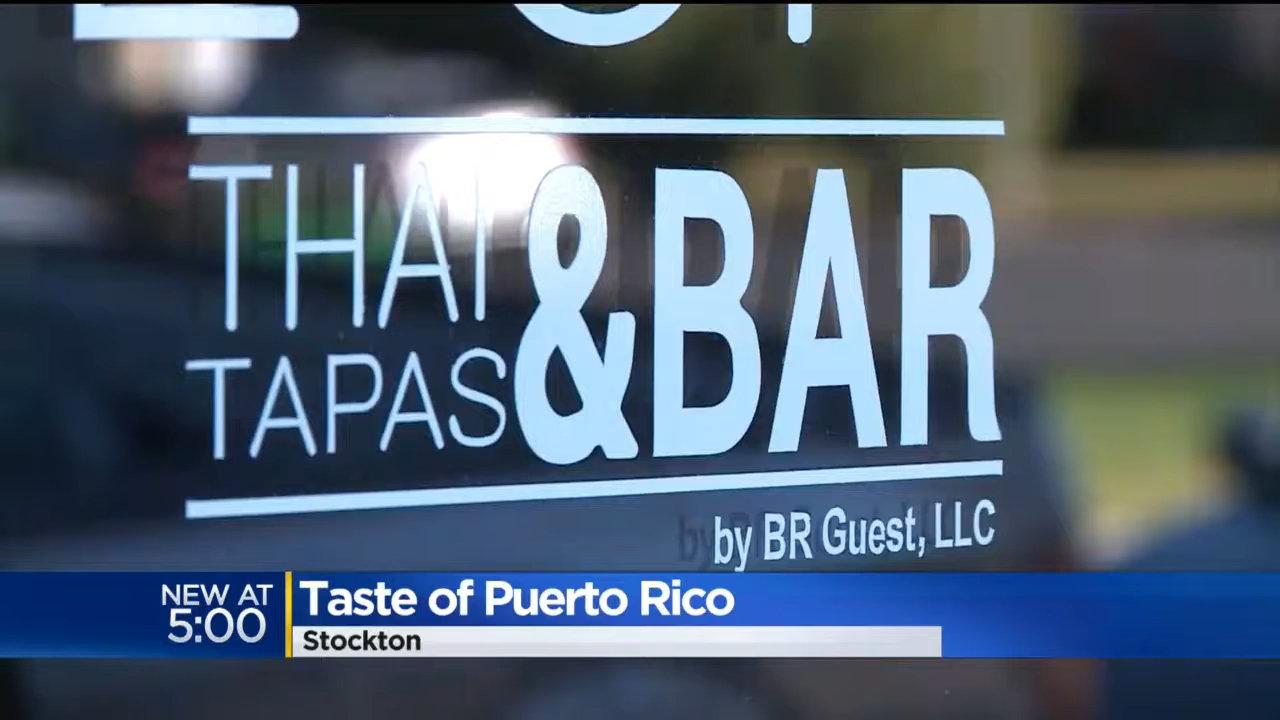 THAI
TAPAS
& BAR
by BR Guest, LLC
NEW AT
5:00
Taste of Puerto Rico
Stockton